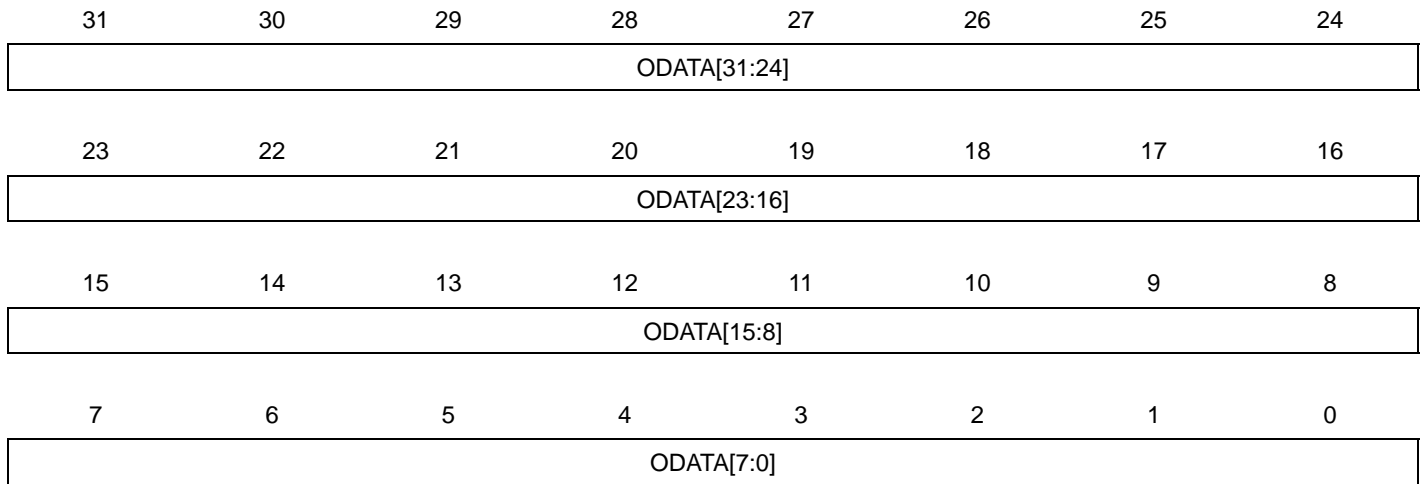 31 30 29 28 27 26 25 24
ODATA[31:24]
23 22 21 20 19 18 17 16
ODATA[23:16]
15 14 13 12 11 10 9 8
ODATA[15:8]
7 6 5 4 3 2 1 0
ODATA[7:0]